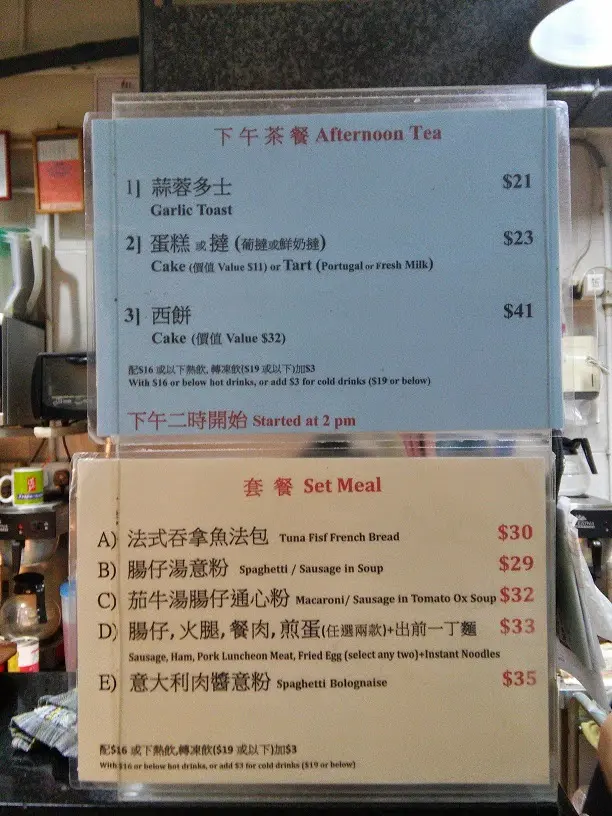 下午茶餐 Afternoon Tea
1] 蒜蓉多士 $21
Garlic Toast
2] 蛋糕 或 撻 (葡撻或鮮奶撻) $23
Cake (價值 Value $11) or Tart (Portugal or Fresh Milk)
3] 西餅 $41
Cake (價值 Value $32)
配$16 或以下熱飲, 轉凍飲($19 或以下)加$3
With $16 or below hot drinks, or add $3 for cold drinks ($19 or below)
下午二時開始 Started at 2 pm
套餐 Set Meal
A) 法式吞拿魚法包 Tuna Fisf French Bread $30
B) 腸仔湯意粉 Spaghetti / Sausage in Soup $29
C) 茄牛湯腸仔通心粉 Macaroni/ Sausage in Tomato Ox Soup $32
D) 腸仔, 火腿, 餐肉, 煎蛋(任選兩款)+出前一丁麵 $33
Sausage, Ham, Pork Luncheon Meat, Fried Egg (select any two)+Instant Noodles
E) 意大利肉醬意粉 Spaghetti Bolognaise $35
配$16 或下熱飲,轉凍飲($19 或以下)加$3
With $16 or below hot drinks, or add $3 for cold drinks ($19 or below)